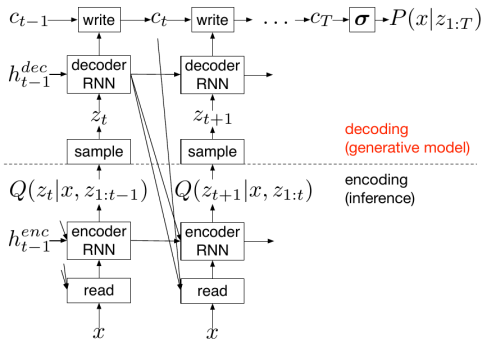 c_{t-1} write c_t write … c_T σ P(x|z_{1:T})
h_{t-1}^{dec} decoder RNN decoder RNN
z_t z_{t+1}
decoding
(generative model)
sample sample
encoding
(inference)
Q(z_t|x, z_{1:t-1}) Q(z_{t+1}|x, z_{1:t})
h_{t-1}^{enc} encoder RNN encoder RNN
read read
x x